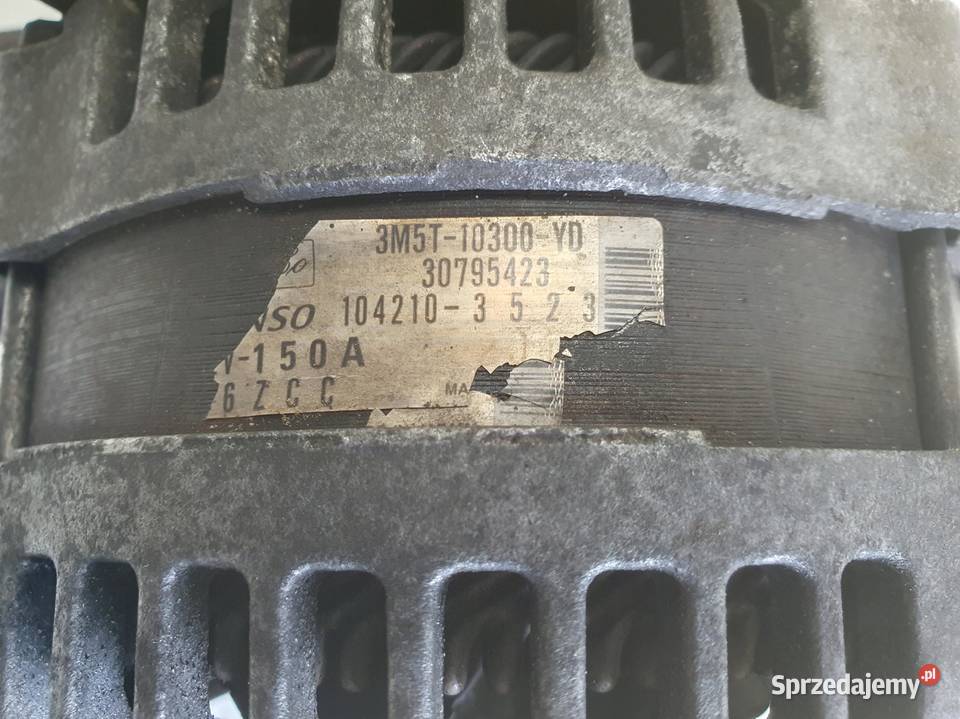 3M5T-10300-YD
30795423
NSO 104210-3523
V-150A
6ZCC
MA
Sprzedajemy.pl